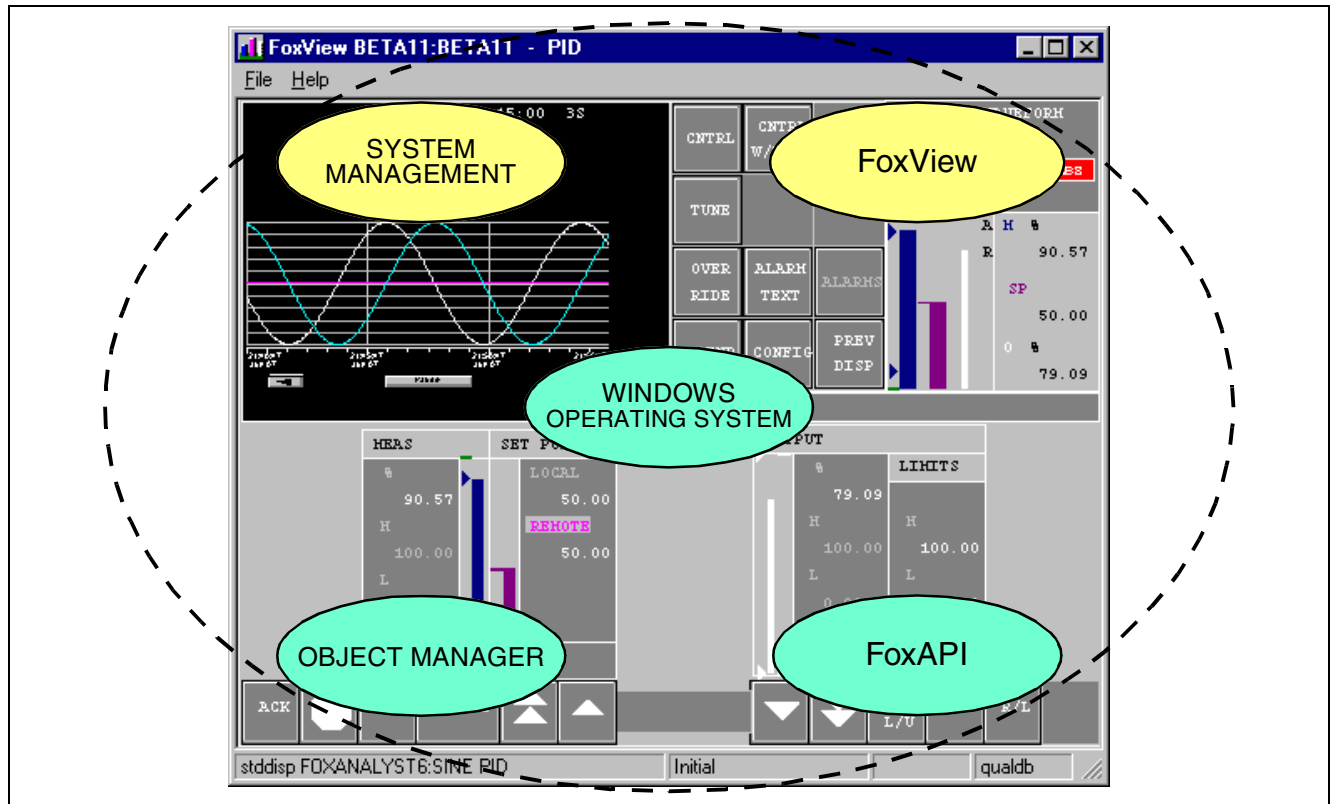 FoxView BETA11:BETA11 - PID
File Help
15:00 3S
SYSTEM
MANAGEMENT
CNTRL
CNTRL
FoxView
TUNE
A H %
R 90.57
SP
50.00
O %
79.09
OVER
RIDE
ALARM
TEXT
ALARMS
CONFIG
PREV
DISP
WINDOWS
OPERATING SYSTEM
HEAS
%
90.57
H
100.00
L
SET
LOCAL
50.00
REMOTE
50.00
%
79.09
H
100.00
L
LIMITS
H
100.00
L
OBJECT MANAGER
FoxAPI
ACK
L/U
R/L
stddisp FOXANALYST6:SINE PID
Initial
qualdb